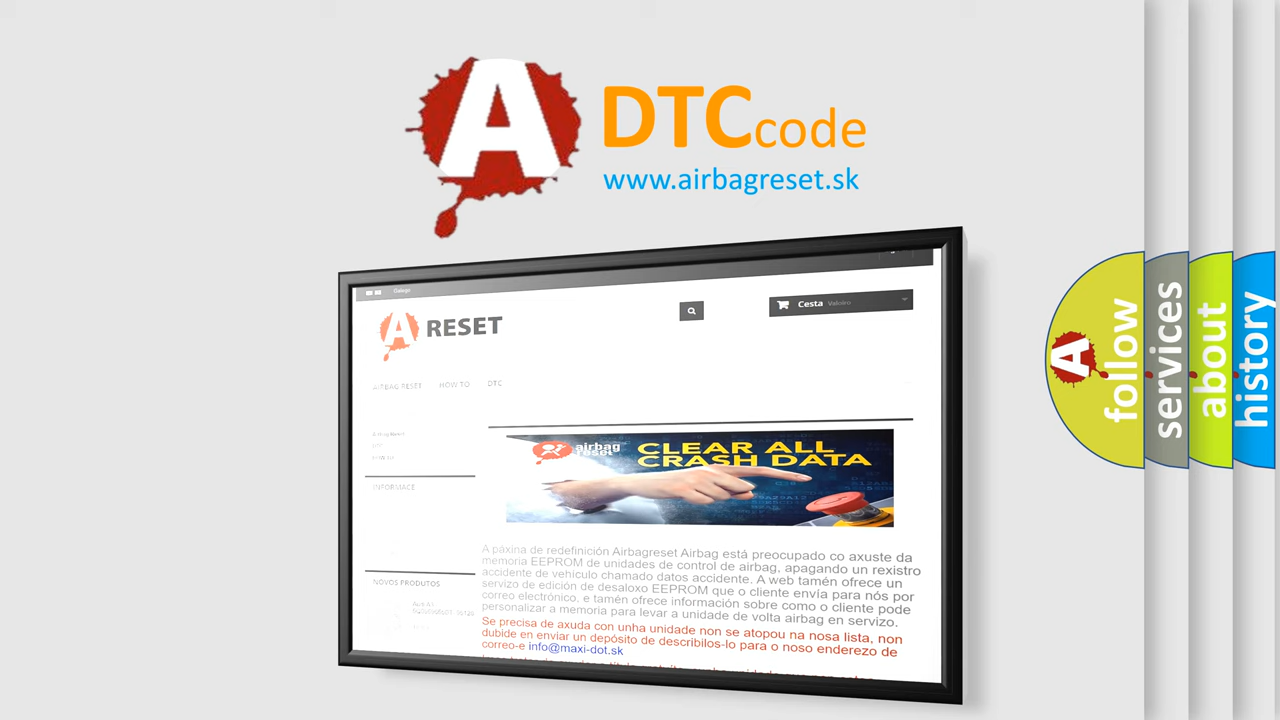 A
DTC code
www.airbagreset.sk
Galego
A RESET
Cesta Valeiro
AIRBAG RESET HOW TO DTC
airbag
reset
CLEAR ALL
CRASH DATA
INFORMACE
A páxina de redefinición Airbagreset Airbag está preocupado co axuste da
memoria EEPROM de unidades de control de airbag, apagando un rexistro
accidente de vehículo chamado datos accidente. A web tamén ofrece un
servizo de edición de desaloxo EEPROM que o cliente envía para nós por
correo electrónico, e tamén ofrece información sobre como o cliente pode
personalizar a memoria para levar a unidade de volta airbag en servizo.
Se precisa de axuda con unha unidade non se atopou na nosa lista, non
dubide en enviar un depósito de describilos-lo para o noso enderezo de
correo-e info@maxi-dot.sk
NOVOS PRODUTOS
A
follow
services
about
history